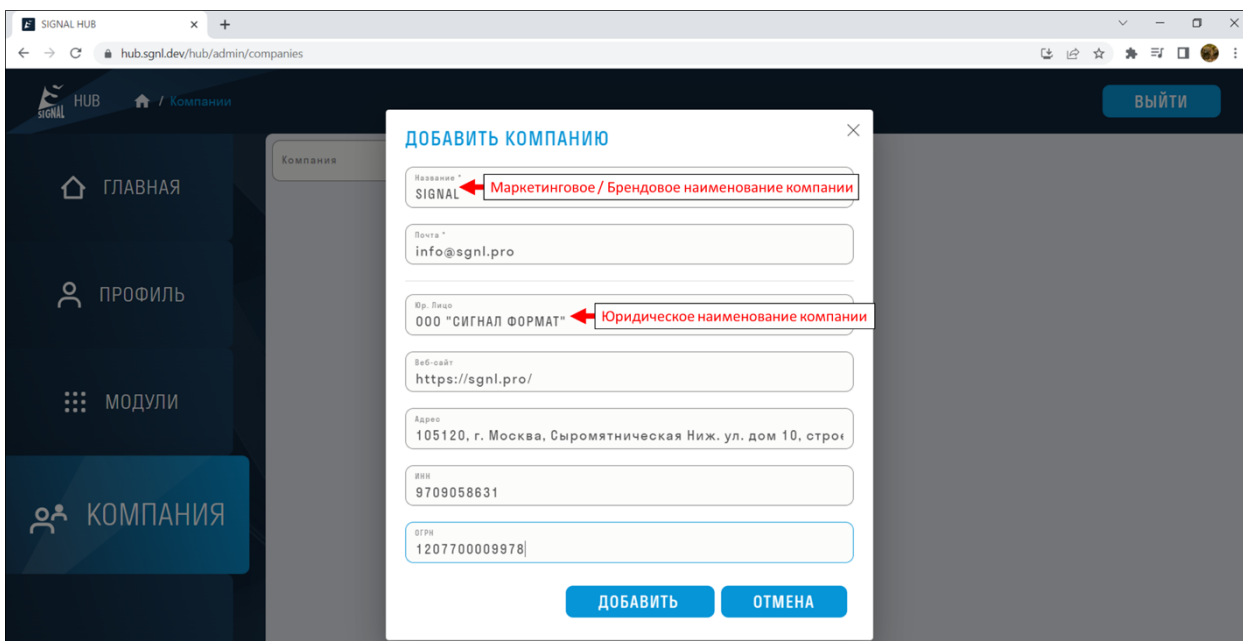 SIGNAL HUB
hub.sgnl.dev/hub/admin/companies
SIGNAL HUB / Компании
ВЫЙТИ
ГЛАВНАЯ
ПРОФИЛЬ
МОДУЛИ
КОМПАНИЯ
Компания
ДОБАВИТЬ КОМПАНИЮ
Название *
SIGNAL
Маркетинговое / Брендовое наименование компании
Почта *
info@sgnl.pro
Юр. Лицо
ООО "СИГНАЛ ФОРМАТ"
Юридическое наименование компании
Веб-сайт
https://sgnl.pro/
Адрес
105120, г. Москва, Сыромятническая Ниж. ул. дом 10, строе
ИНН
9709058631
ОГРН
1207700009978
ДОБАВИТЬ
ОТМЕНА